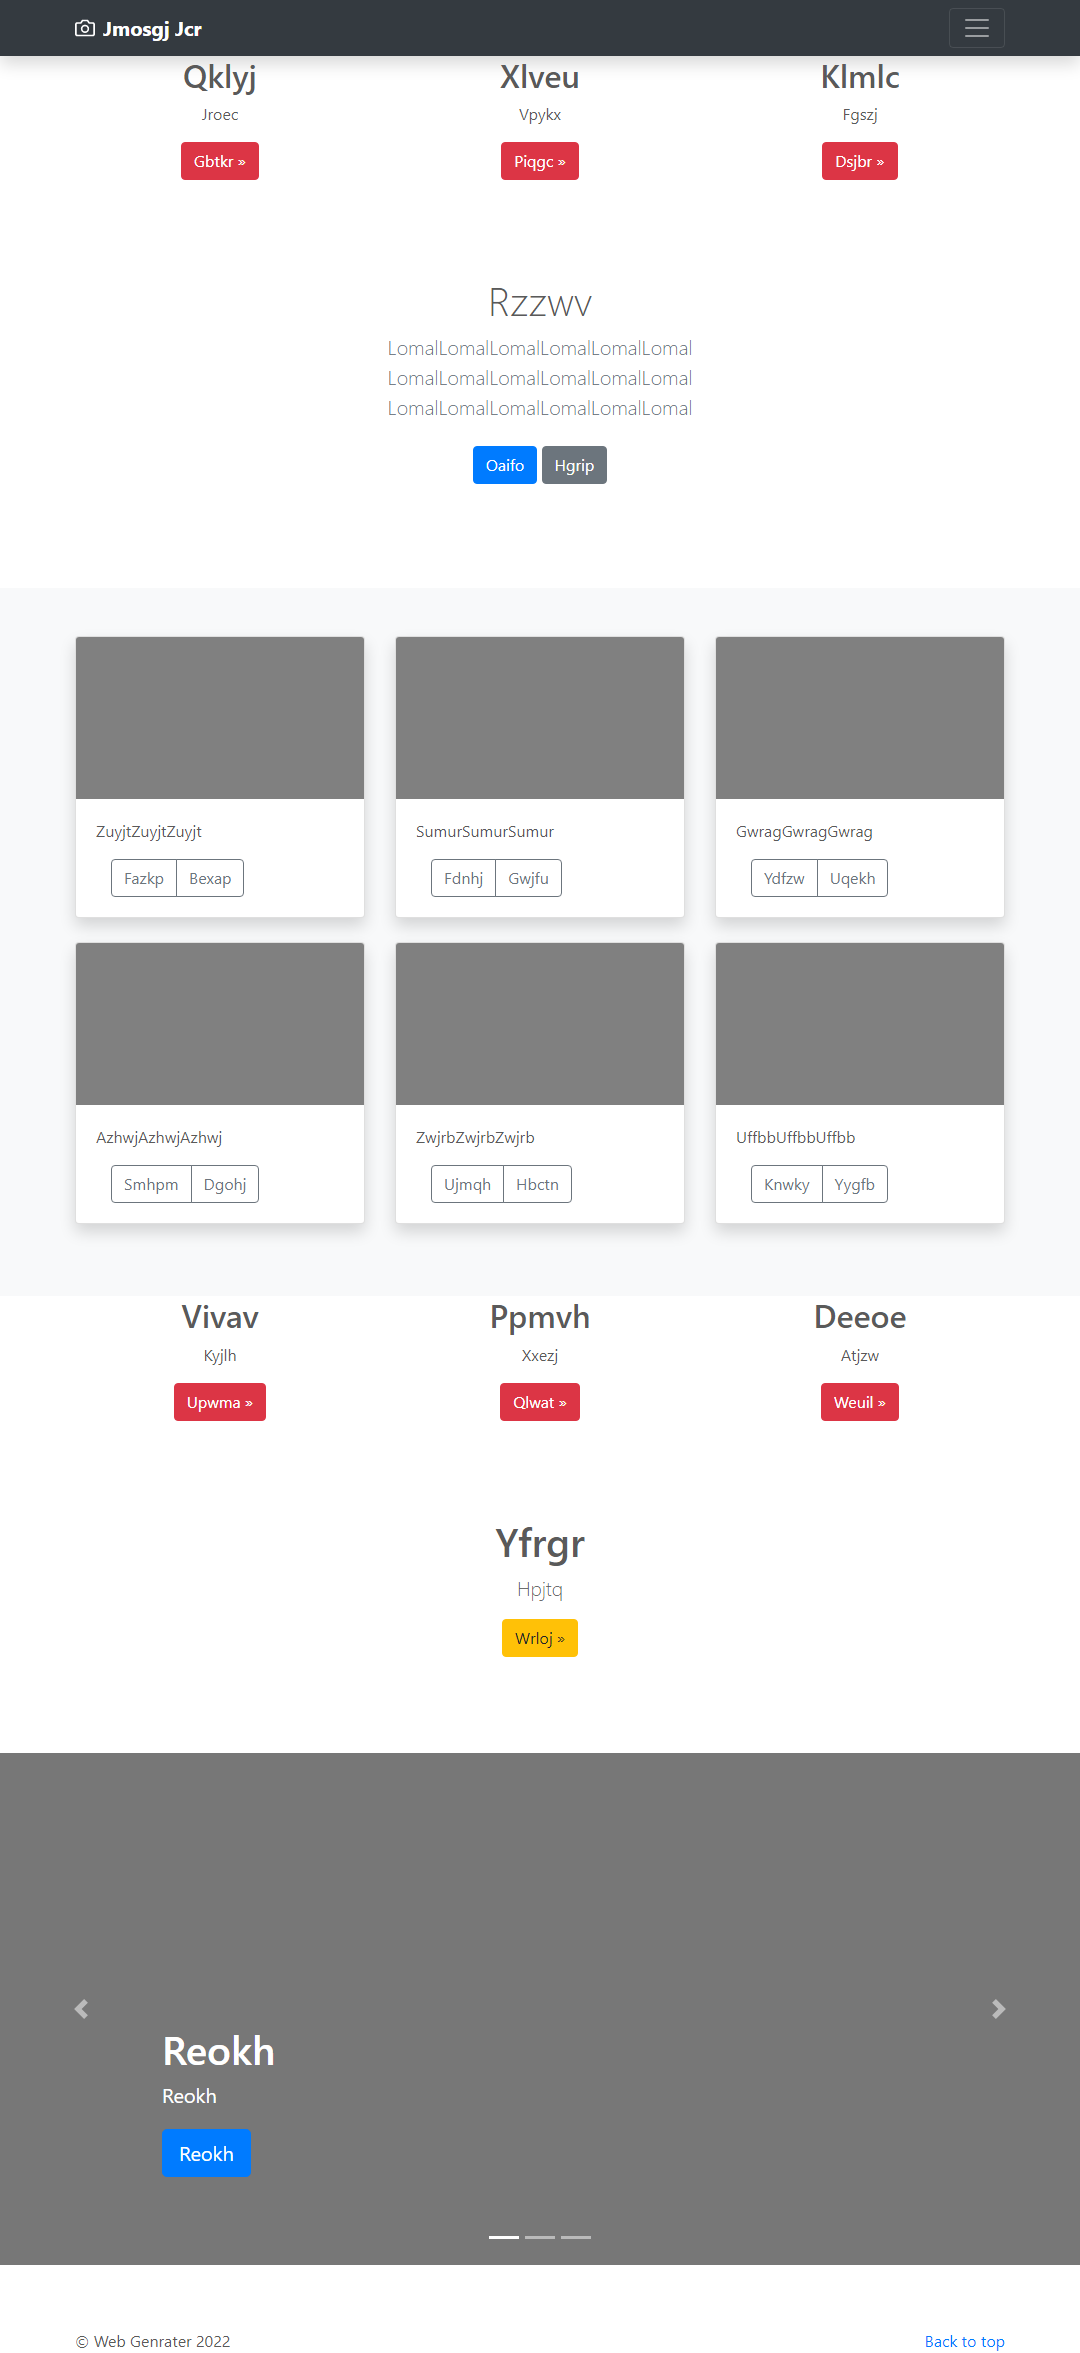 Jmosgj Jcr
Qklyj
Xlveu
Klmlc
Jroec
Vpykx
Fgszj
Gbtkr »
Piqgc »
Dsjbr »
Rzzwv
LomalLomalLomalLomalLomalLomal
LomalLomalLomalLomalLomalLomal
LomalLomalLomalLomalLomalLomal
Oaifo
Hgrip
ZuyjtZuyjtZuyjt
Fazkp
Bexap
SumurSumurSumur
Fdnhj
Gwjfu
GwragGwragGwrag
Ydfzw
Uqekh
AzhwjAzhwjAzhwj
Smhpm
Dgohj
ZwjrbZwjrbZwjrb
Ujmqh
Hbctn
UffbbUffbbUffbb
Knwky
Yygfb
Vivav
Ppmvh
Deeoe
Kyjlh
Xxezj
Atjzw
Upwma »
Qlwat »
Weuil »
Yfrgr
Hpjtq
Wrloj »
Reokh
Reokh
Reokh
© Web Genrater 2022
Back to top